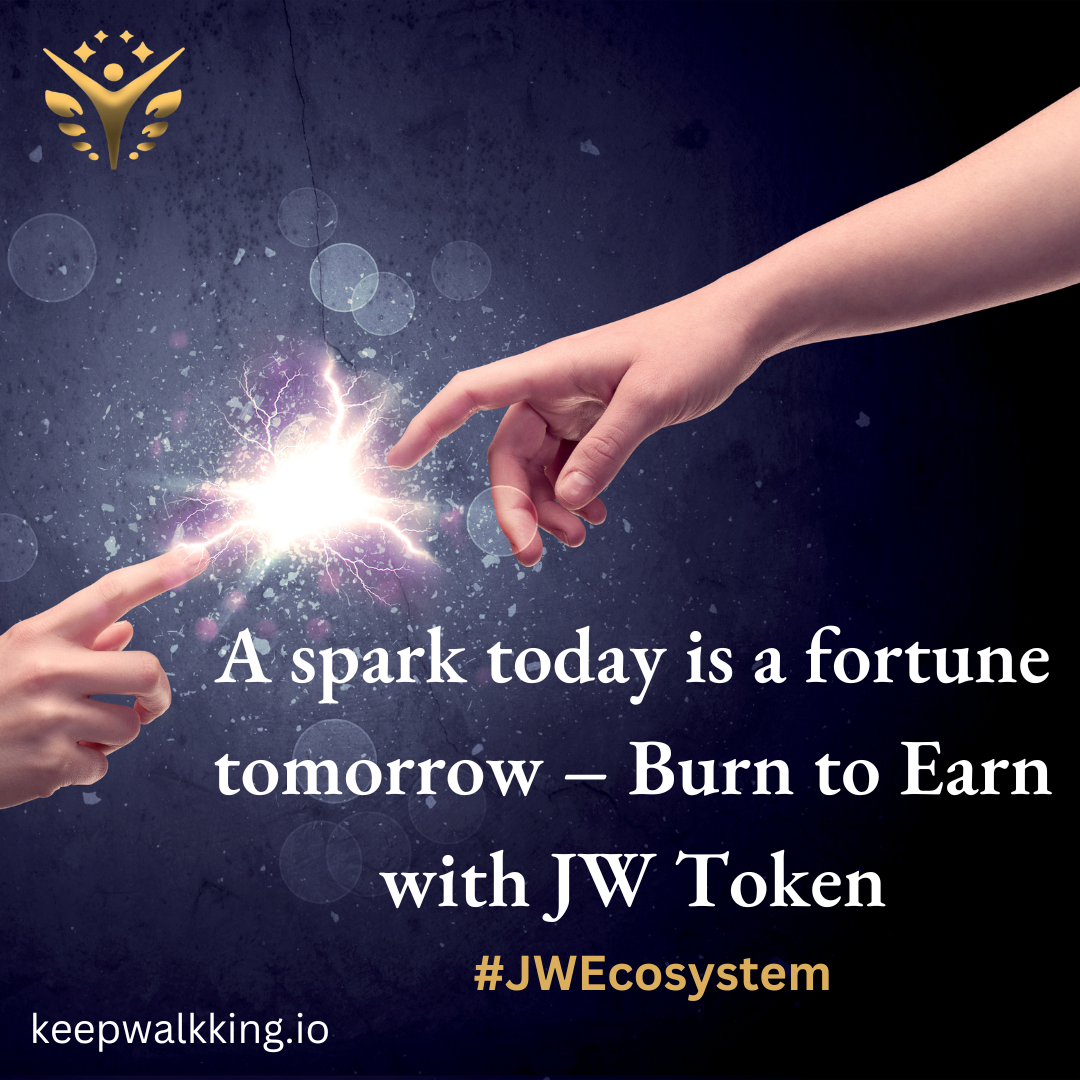 A spark today is a fortune
tomorrow – Burn to Earn
with JW Token
#JWEcosystem
keepwalkking.io